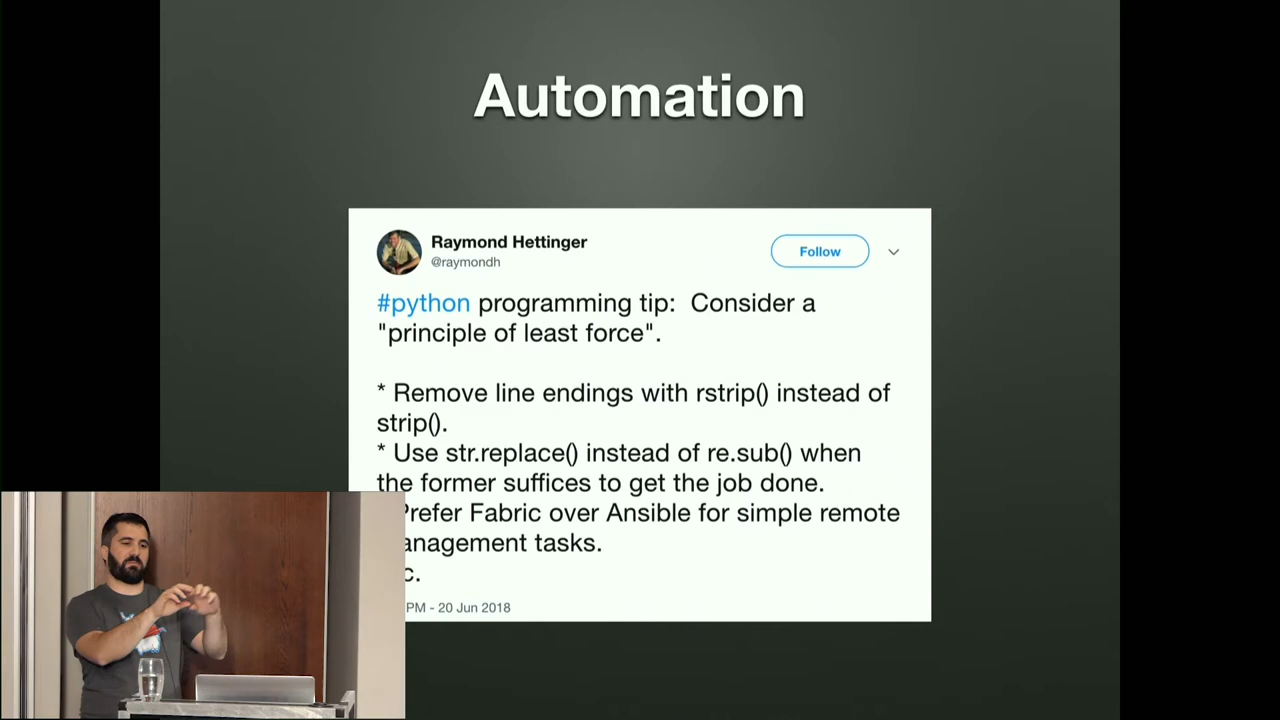 Automation
Raymond Hettinger
@raymondh
Follow
#python programming tip: Consider a
"principle of least force".
* Remove line endings with rstrip() instead of
strip().
* Use str.replace() instead of re.sub() when
the former suffices to get the job done.
Prefer Fabric over Ansible for simple remote
anagement tasks.
c.
PM - 20 Jun 2018